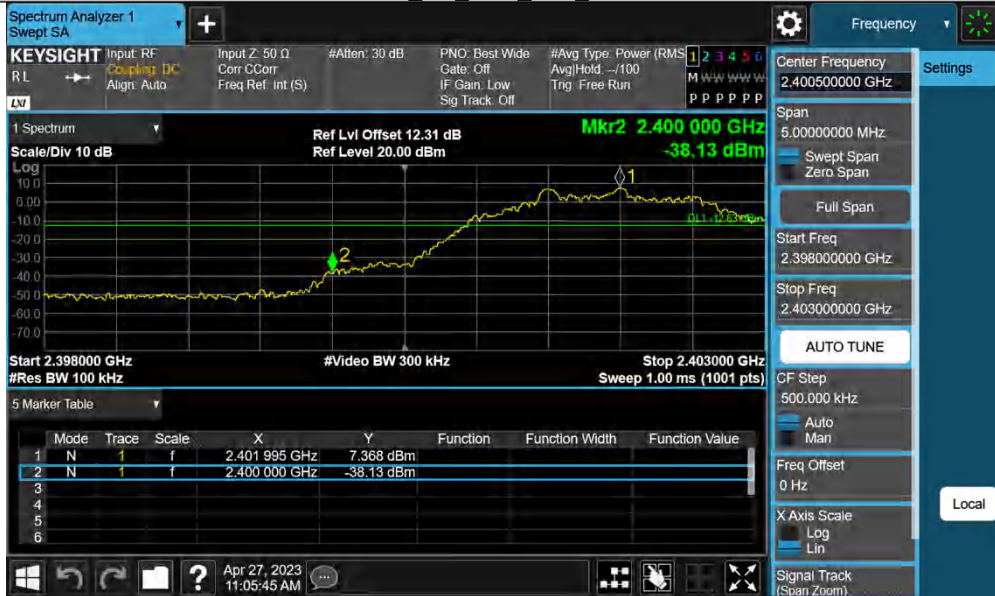 Spectrum Analyzer 1
Swept SA
Frequency
KEYSIGHT
RL
LXI
Input: RF
Coupling: DC
Align: Auto
Input Z: 50 Ω
Corr CCorr
Freq Ref: Int (S)
#Atten: 30 dB
PNO: Best Wide
Gate: Off
IF Gain: Low
Sig Track: Off
#Avg Type: Power (RMS
Avg|Hold: --/100
Trig: Free Run
1 2 3 4 5 6
M W W W W W
P P P P P P
Center Frequency
2.400500000 GHz
Settings
1 Spectrum
Scale/Div 10 dB
Ref Lvl Offset 12.31 dB
Ref Level 20.00 dBm
Mkr2 2.400 000 GHz
-38.13 dBm
Span
5.00000000 MHz
Swept Span
Zero Span
Full Span
Log
10.0
0.00
-10.0
-20.0
-30.0
-40.0
-50.0
-60.0
-70.0
1
2
Start Freq
2.398000000 GHz
Stop Freq
2.403000000 GHz
AUTO TUNE
Start 2.398000 GHz
#Video BW 300 kHz
Stop 2.403000 GHz
#Res BW 100 kHz
Sweep 1.00 ms (1001 pts)
CF Step
500.000 kHz
Auto
Man
5 Marker Table
Mode Trace Scale X Y Function Function Width Function Value
1 N 1 f 2.401 995 GHz 7.368 dBm
2 N 1 f 2.400 000 GHz -38.13 dBm
3
4
5
6
Freq Offset
0 Hz
X Axis Scale
Log
Lin
Local
Signal Track
(Span Zoom)
?
Apr 27, 2023
11:05:45 AM